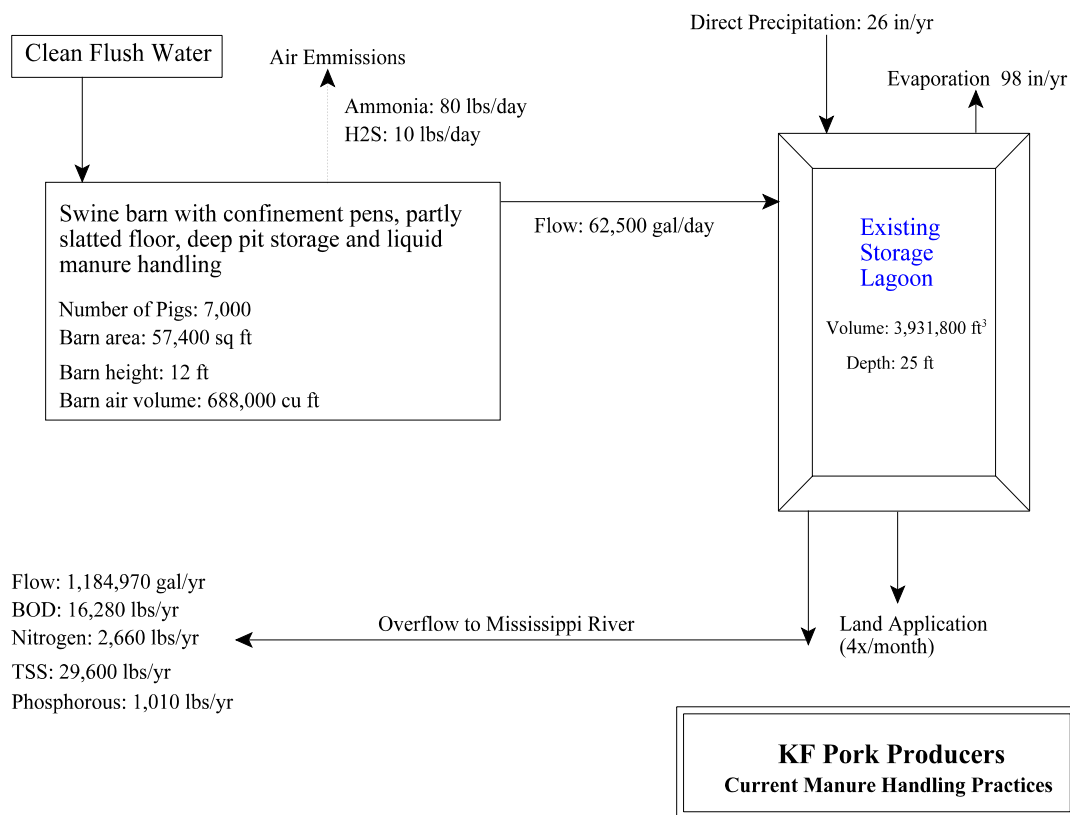 Direct Precipitation: 26 in/yr
Clean Flush Water
Air Emmissions
Evaporation 98 in/yr
Ammonia: 80 lbs/day
H2S: 10 lbs/day
Swine barn with confinement pens, partly
slatted floor, deep pit storage and liquid
manure handling
Number of Pigs: 7,000
Barn area: 57,400 sq ft
Barn height: 12 ft
Barn air volume: 688,000 cu ft
Flow: 62,500 gal/day
Existing
Storage
Lagoon
Volume: 3,931,800 ft³
Depth: 25 ft
Flow: 1,184,970 gal/yr
BOD: 16,280 lbs/yr
Nitrogen: 2,660 lbs/yr
TSS: 29,600 lbs/yr
Phosphorous: 1,010 lbs/yr
Overflow to Mississippi River
Land Application
(4x/month)
KF Pork Producers
Current Manure Handling Practices